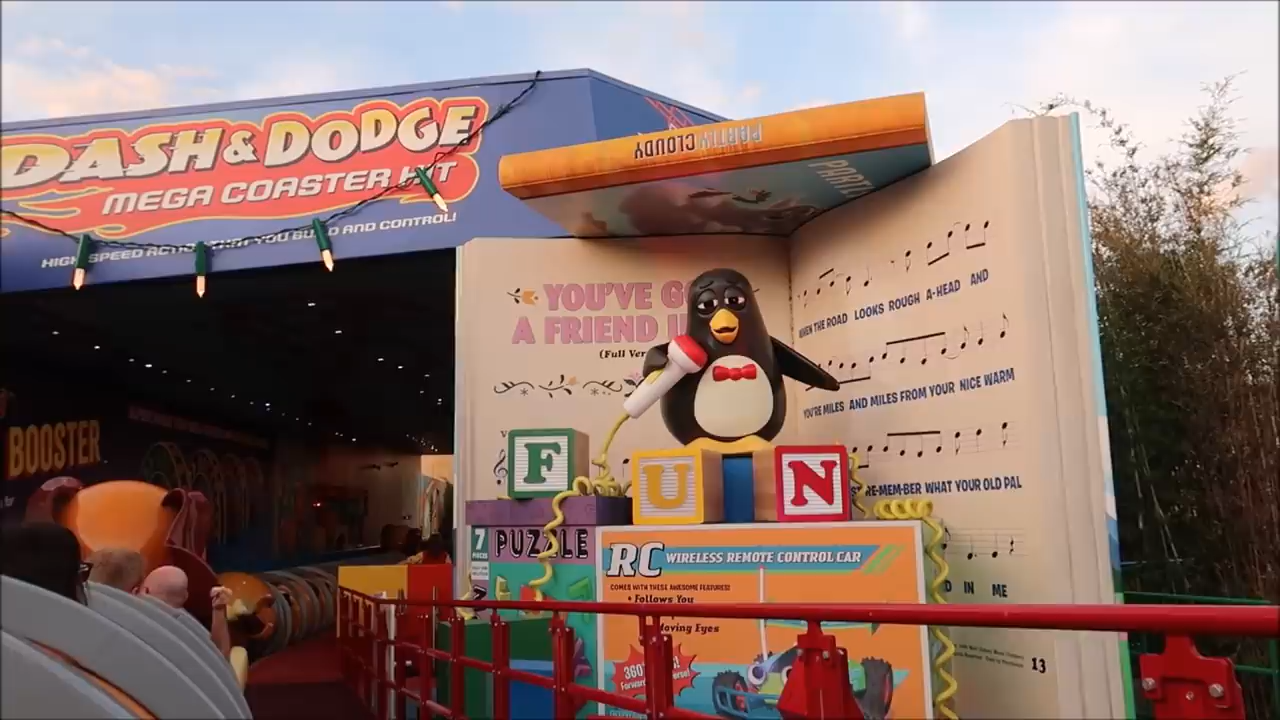 DASH & DODGE
MEGA COASTER KIT
HIGH SPEED ACTION THAT YOU BUILD AND CONTROL!
PARTLY CLOUDY
PARTL
YOU'VE G
A FRIEND I
(Full Ver
WHEN THE ROAD LOOKS ROUGH A-HEAD AND
YOU'RE MILES AND MILES FROM YOUR NICE WARM
RE-MEM-BER WHAT YOUR OLD PAL
D IN ME
13
BOOSTER
F
U
N
7
PIECES
PUZZLE
RC WIRELESS REMOTE CONTROL CAR
COMES WITH THESE AWESOME FEATURES!
• Follows You
Moving Eyes
360°